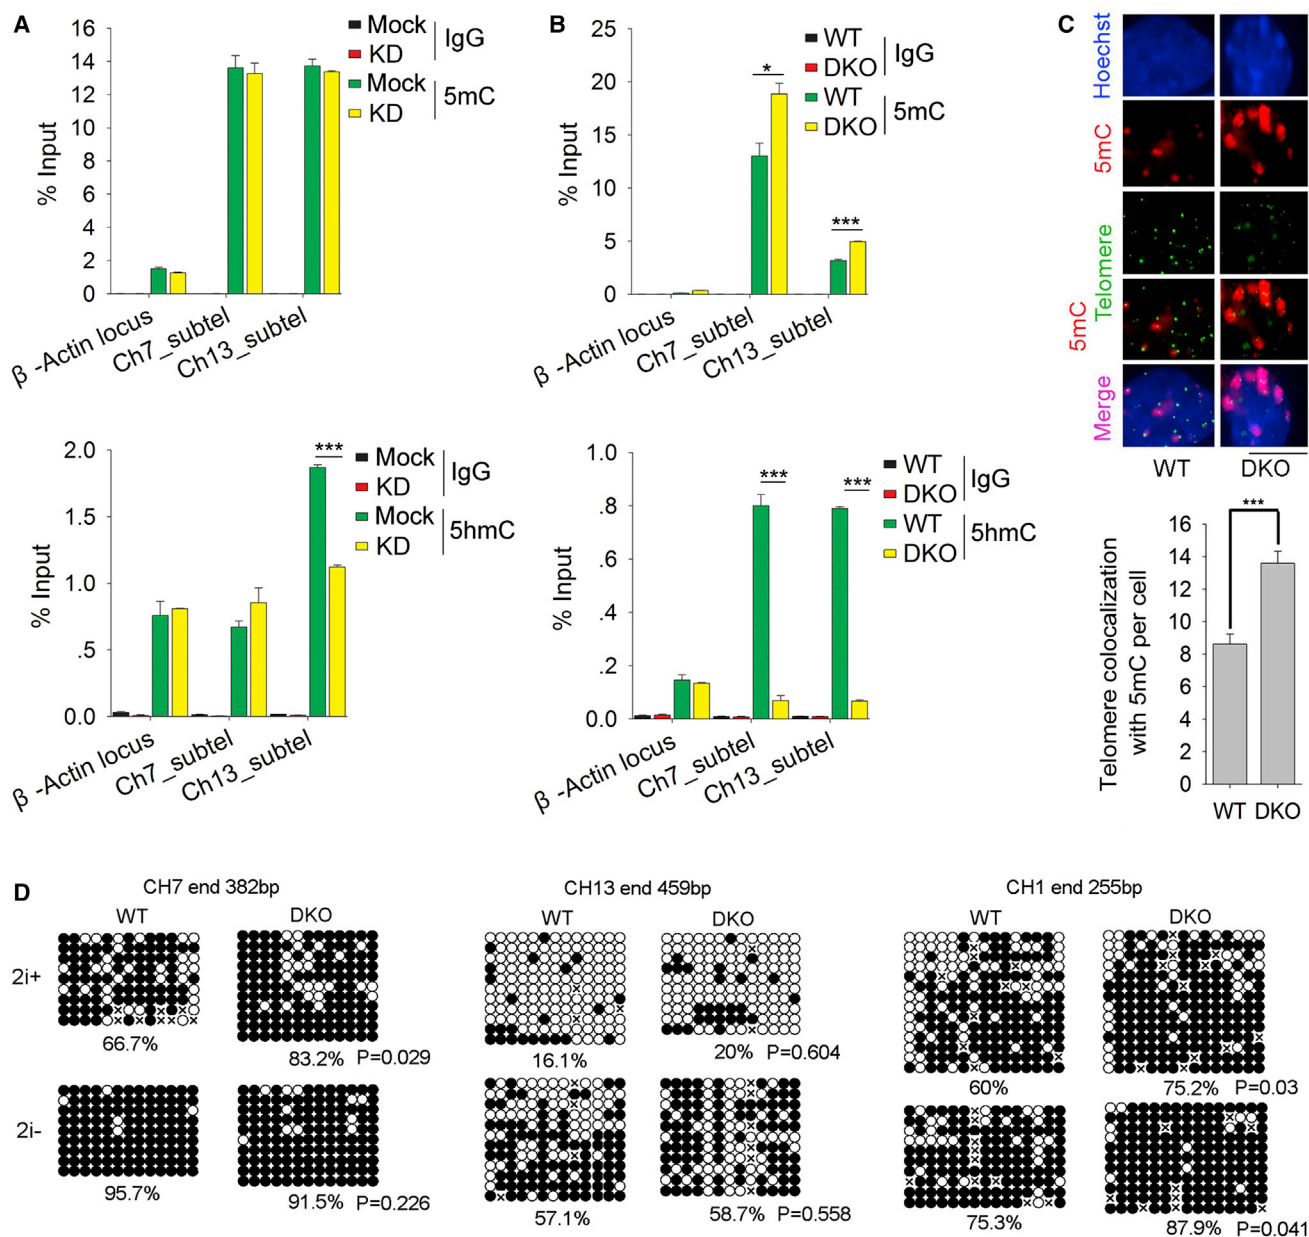 A
16
14
12
10
8
6
4
2
0
% Input
Mock
KD
IgG
Mock
KD
5mC
β -Actin locus
Ch7_subtel
Ch13_subtel
2.0
1.5
1.0
.5
0.0
% Input
***
Mock
KD
IgG
Mock
KD
5hmC
β -Actin locus
Ch7_subtel
Ch13_subtel
B
25
20
15
10
5
0
% Input
*
***
WT
DKO
IgG
WT
DKO
5mC
β -Actin locus
Ch7_subtel
Ch13_subtel
1.0
.8
.6
.4
.2
0.0
% Input
***
***
WT
DKO
IgG
WT
DKO
5hmC
β -Actin locus
Ch7_subtel
Ch13_subtel
C
Hoechst
5mC
Telomere
5mC
Merge
WT
DKO
***
16
14
12
10
8
6
4
2
0
Telomere colocalization
with 5mC per cell
WT
DKO
D
CH7 end 382bp
CH13 end 459bp
CH1 end 255bp
WT
DKO
WT
DKO
WT
DKO
2i+
66.7%
83.2% P=0.029
16.1%
20% P=0.604
60%
75.2% P=0.03
2i-
95.7%
91.5% P=0.226
57.1%
58.7% P=0.558
75.3%
87.9% P=0.041